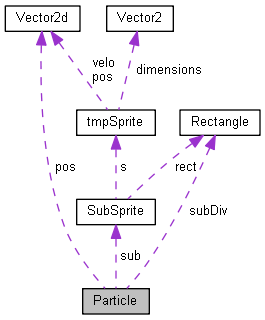 Vector2d
Vector2
velo
pos
dimensions
tmpSprite
Rectangle
pos
s
rect
SubSprite
subDiv
sub
Particle